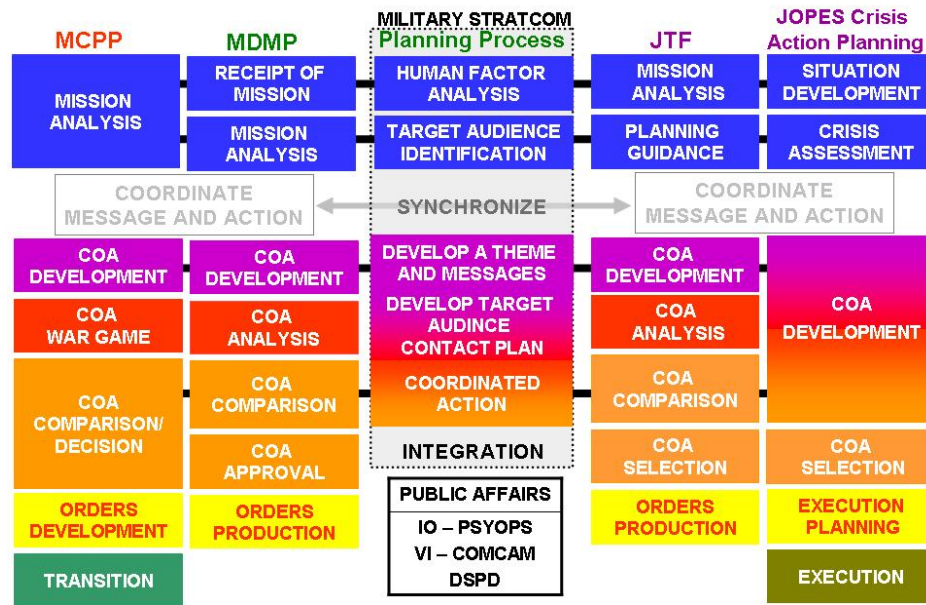 MCPP
MDMP
MILITARY STRATCOM
Planning Process
JTF
JOPES Crisis
Action Planning
MISSION
ANALYSIS
RECEIPT OF
MISSION
HUMAN FACTOR
ANALYSIS
MISSION
ANALYSIS
SITUATION
DEVELOPMENT
MISSION
ANALYSIS
TARGET AUDIENCE
IDENTIFICATION
PLANNING
GUIDANCE
CRISIS
ASSESSMENT
COORDINATE
MESSAGE AND ACTION
SYNCHRONIZE
COORDINATE
MESSAGE AND ACTION
COA
DEVELOPMENT
COA
DEVELOPMENT
DEVELOP A THEME
AND MESSAGES
COA
DEVELOPMENT
COA
DEVELOPMENT
COA
WAR GAME
COA
ANALYSIS
DEVELOP TARGET
AUDINCE
CONTACT PLAN
COA
ANALYSIS
COA
COMPARISON/
DECISION
COA
COMPARISON
COORDINATED
ACTION
COA
COMPARISON
COA
APPROVAL
INTEGRATION
COA
SELECTION
COA
SELECTION
ORDERS
DEVELOPMENT
ORDERS
PRODUCTION
PUBLIC AFFAIRS
IO – PSYOPS
VI – COMCAM
DSPD
ORDERS
PRODUCTION
EXECUTION
PLANNING
TRANSITION
EXECUTION